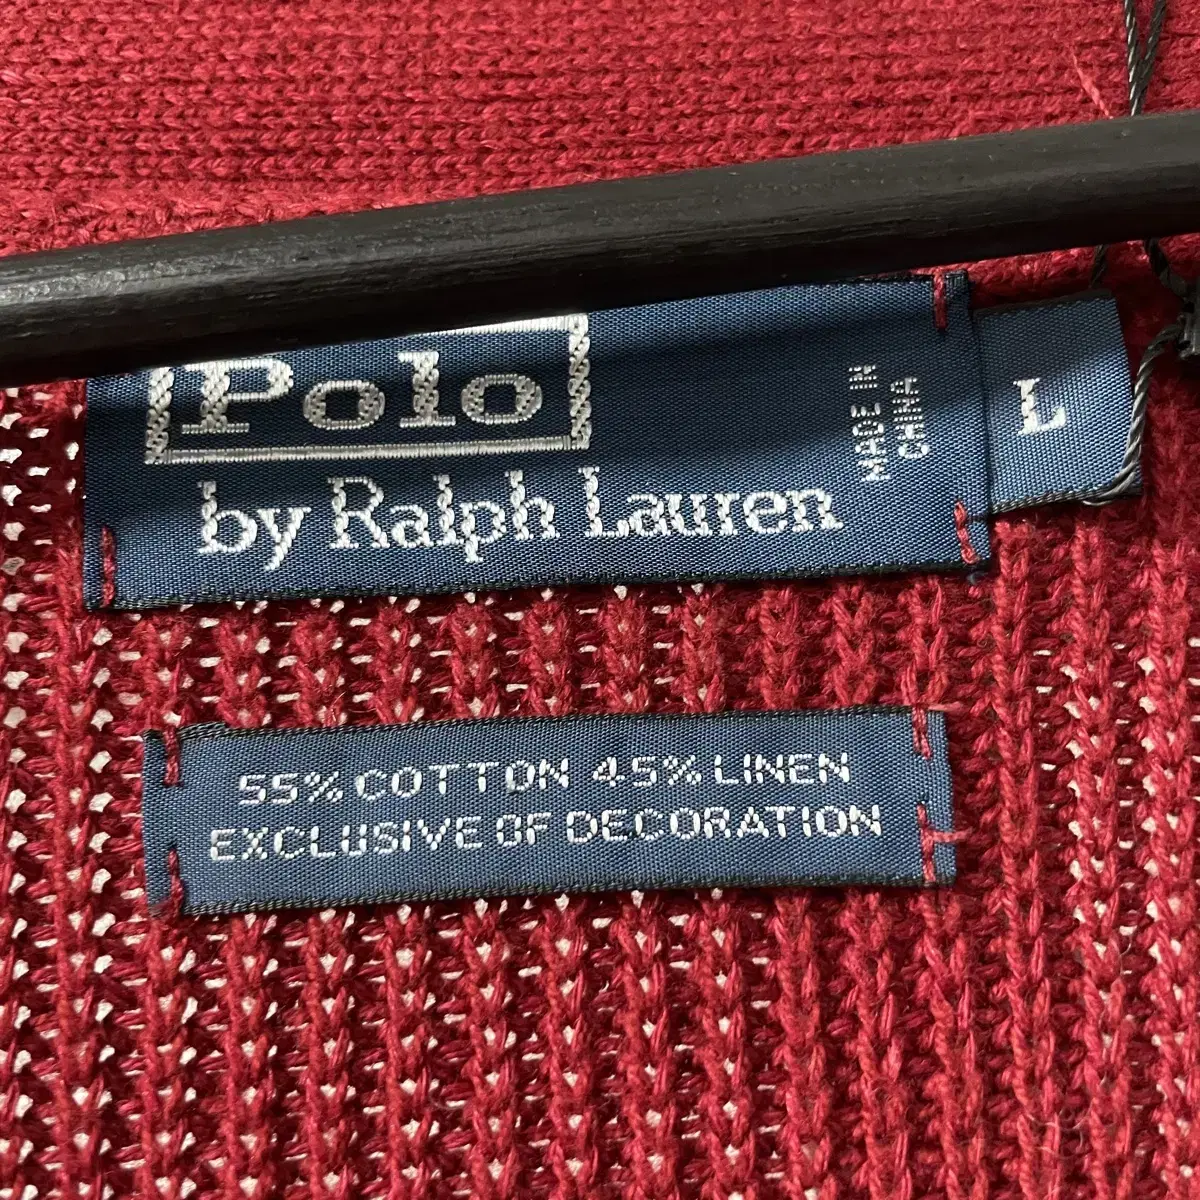 Polo
by Ralph Lauren
MADE IN
CHINA
L
55% COTTON 45% LINEN
EXCLUSIVE OF DECORATION